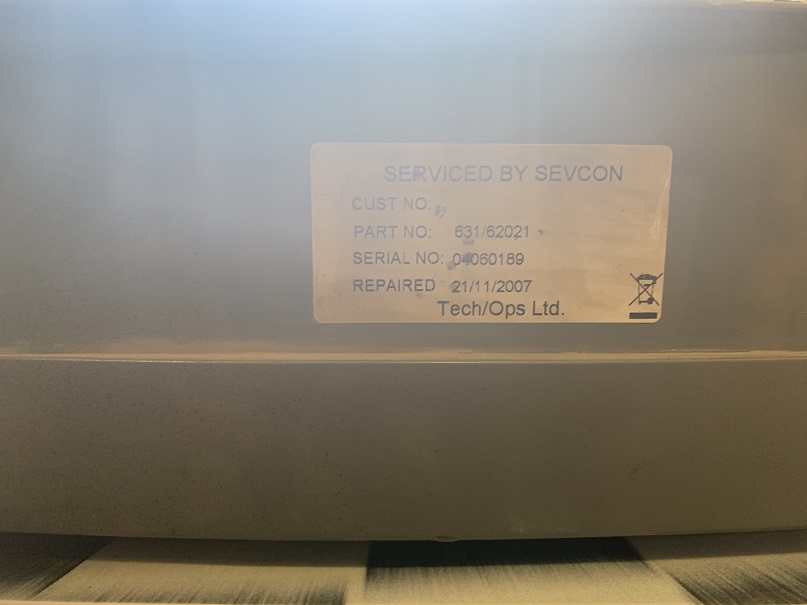 SERVICED BY SEVCON
CUST NO:
PART NO: 631/62021
SERIAL NO: 04060189
REPAIRED 21/11/2007
Tech/Ops Ltd.